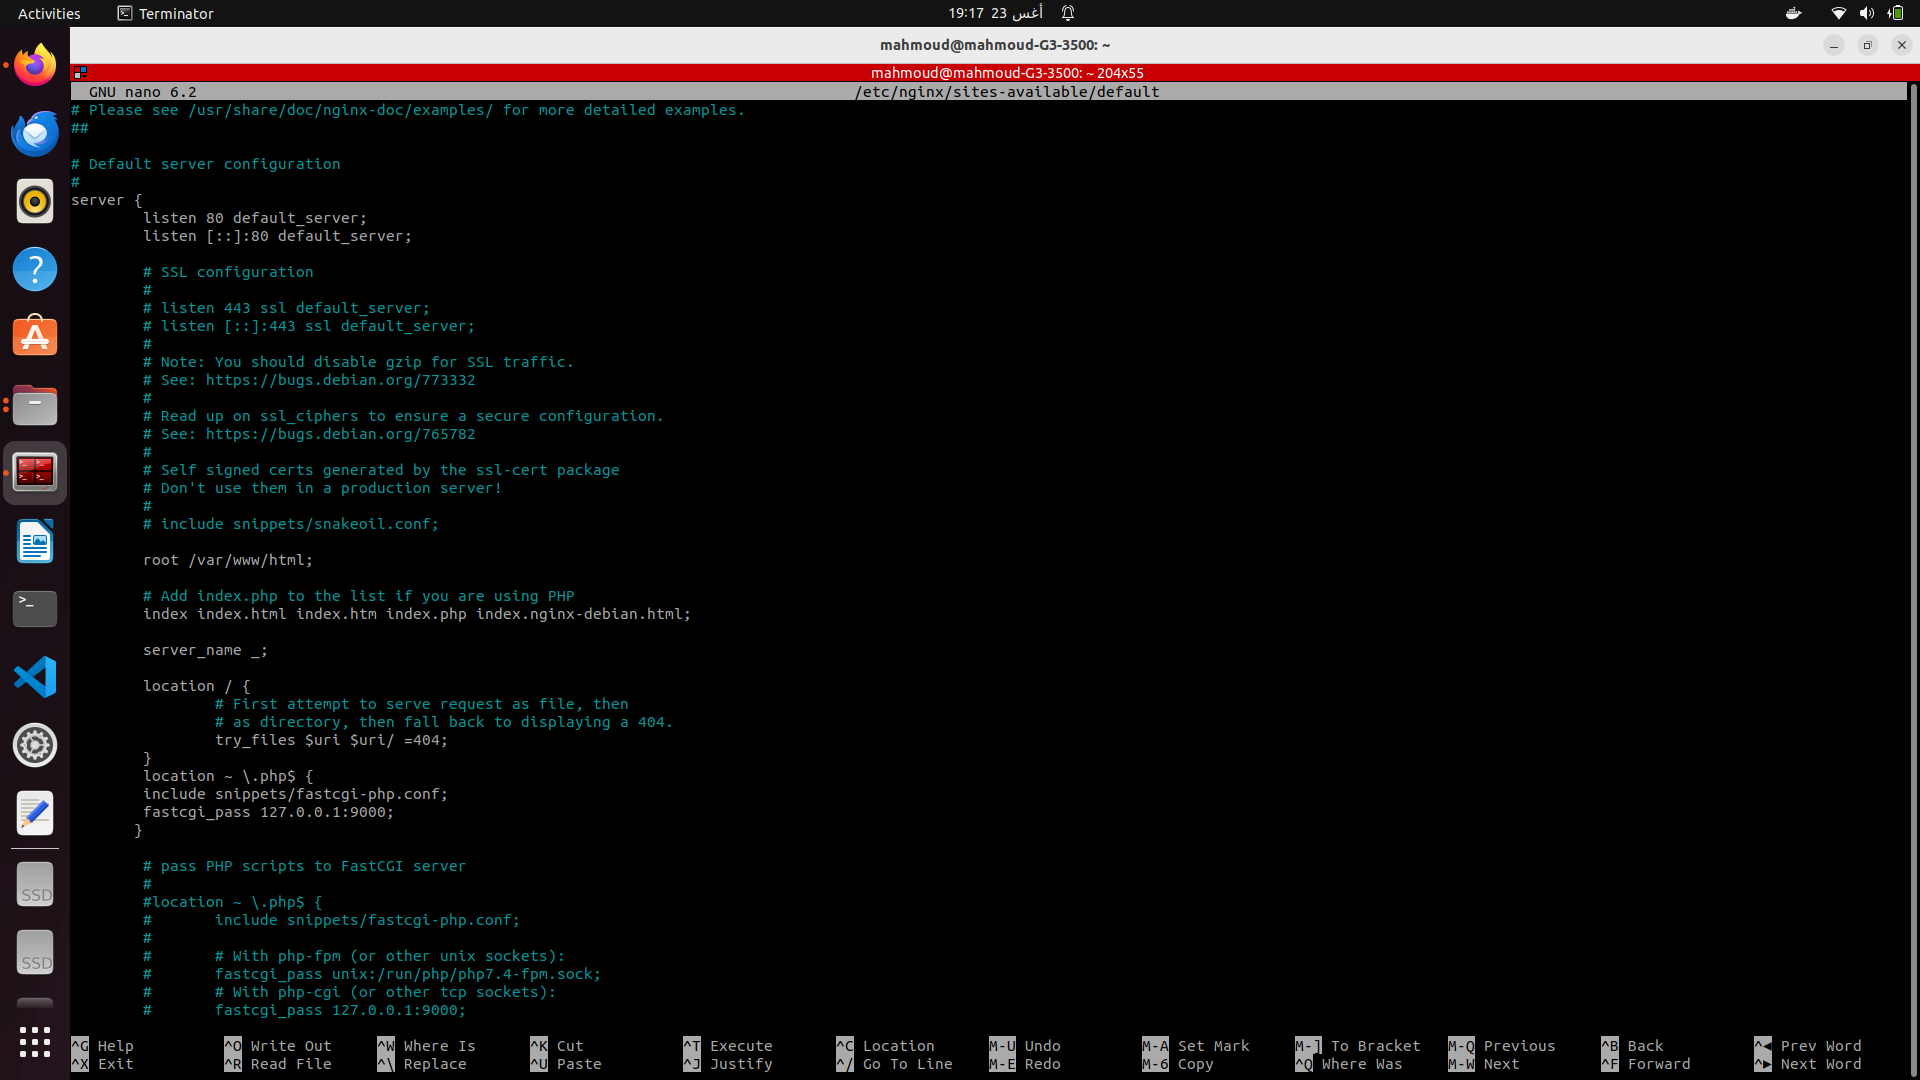 Activities Terminator 19:17 23 أغس
mahmoud@mahmoud-G3-3500: ~
mahmoud@mahmoud-G3-3500: ~ 204x55
GNU nano 6.2 /etc/nginx/sites-available/default
# Please see /usr/share/doc/nginx-doc/examples/ for more detailed examples.
##
# Default server configuration
#
server {
listen 80 default_server;
listen [::]:80 default_server;
# SSL configuration
#
# listen 443 ssl default_server;
# listen [::]:443 ssl default_server;
#
# Note: You should disable gzip for SSL traffic.
# See: https://bugs.debian.org/773332
#
# Read up on ssl_ciphers to ensure a secure configuration.
# See: https://bugs.debian.org/765782
#
# Self signed certs generated by the ssl-cert package
# Don't use them in a production server!
#
# include snippets/snakeoil.conf;
root /var/www/html;
# Add index.php to the list if you are using PHP
index index.html index.htm index.php index.nginx-debian.html;
server_name _;
location / {
# First attempt to serve request as file, then
# as directory, then fall back to displaying a 404.
try_files $uri $uri/ =404;
}
location ~ \.php$ {
include snippets/fastcgi-php.conf;
fastcgi_pass 127.0.0.1:9000;
}
# pass PHP scripts to FastCGI server
#
#location ~ \.php$ {
# include snippets/fastcgi-php.conf;
#
# # With php-fpm (or other unix sockets):
# fastcgi_pass unix:/run/php/php7.4-fpm.sock;
# # With php-cgi (or other tcp sockets):
# fastcgi_pass 127.0.0.1:9000;
SSD
SSD
^G Help ^O Write Out ^W Where Is ^K Cut ^T Execute ^C Location M-U Undo M-A Set Mark M-] To Bracket M-Q Previous ^B Back ^◀ Prev Word
^X Exit ^R Read File ^\ Replace ^U Paste ^J Justify ^/ Go To Line M-E Redo M-6 Copy ^Q Where Was M-W Next ^F Forward ^▶ Next Word